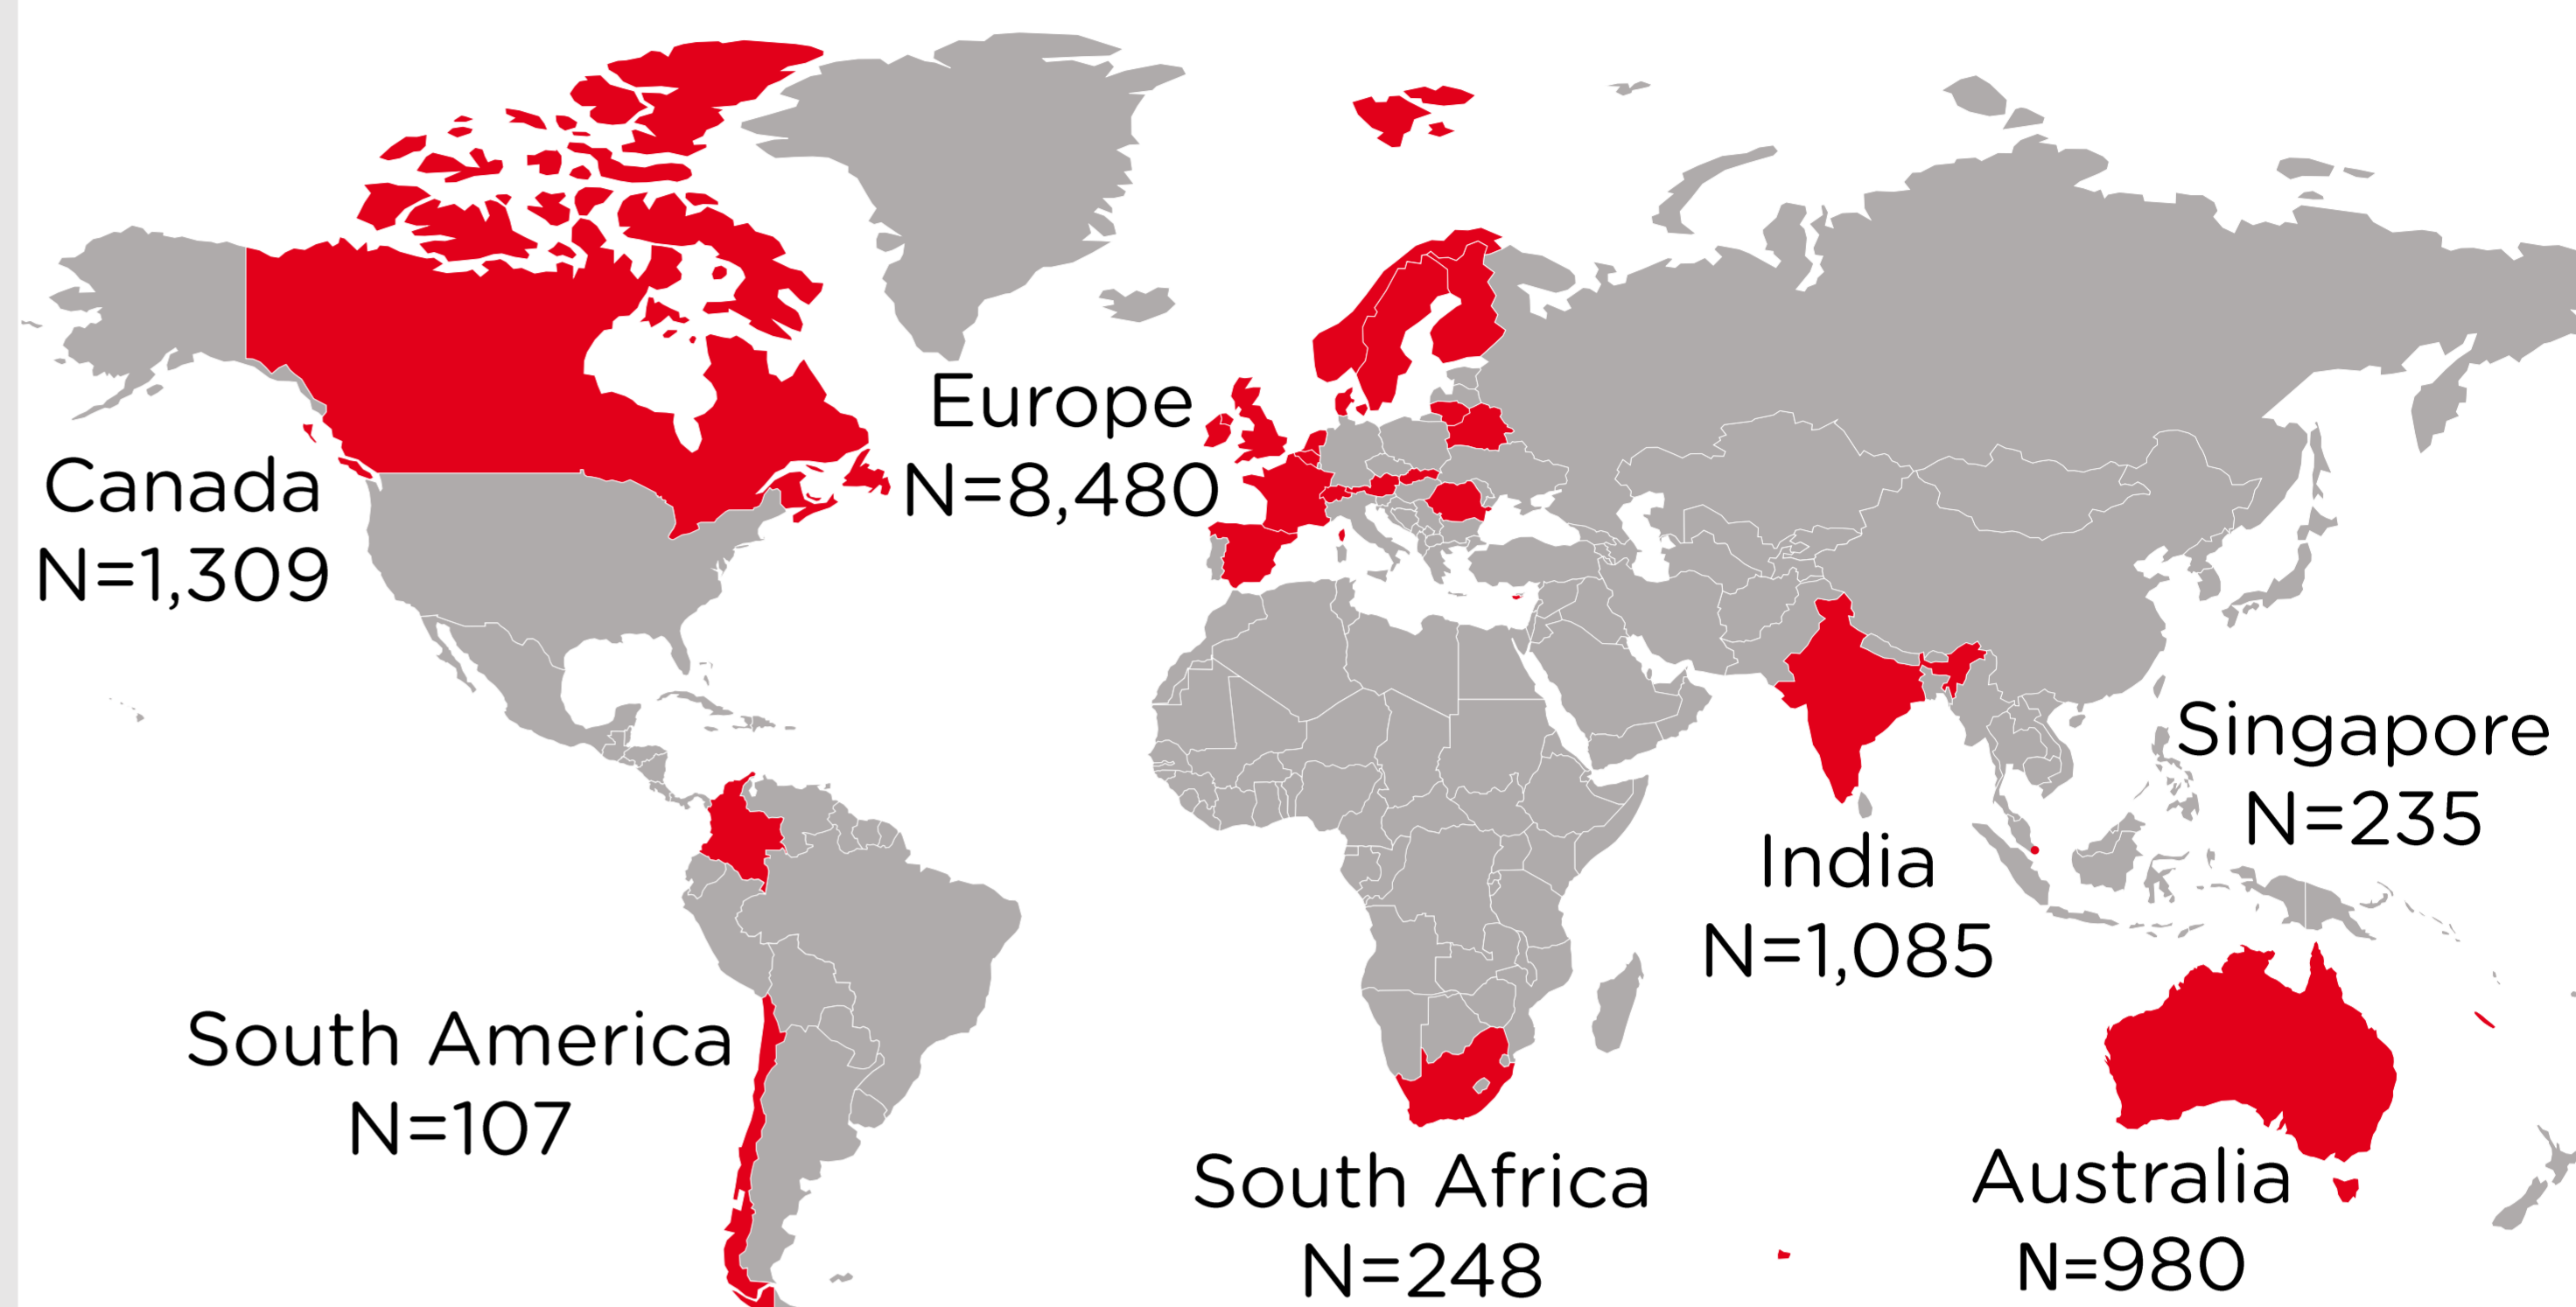 Europe
N=8,480
Canada
N=1,309
Singapore
N=235
India
N=1,085
South America
N=107
South Africa
N=248
Australia
N=980